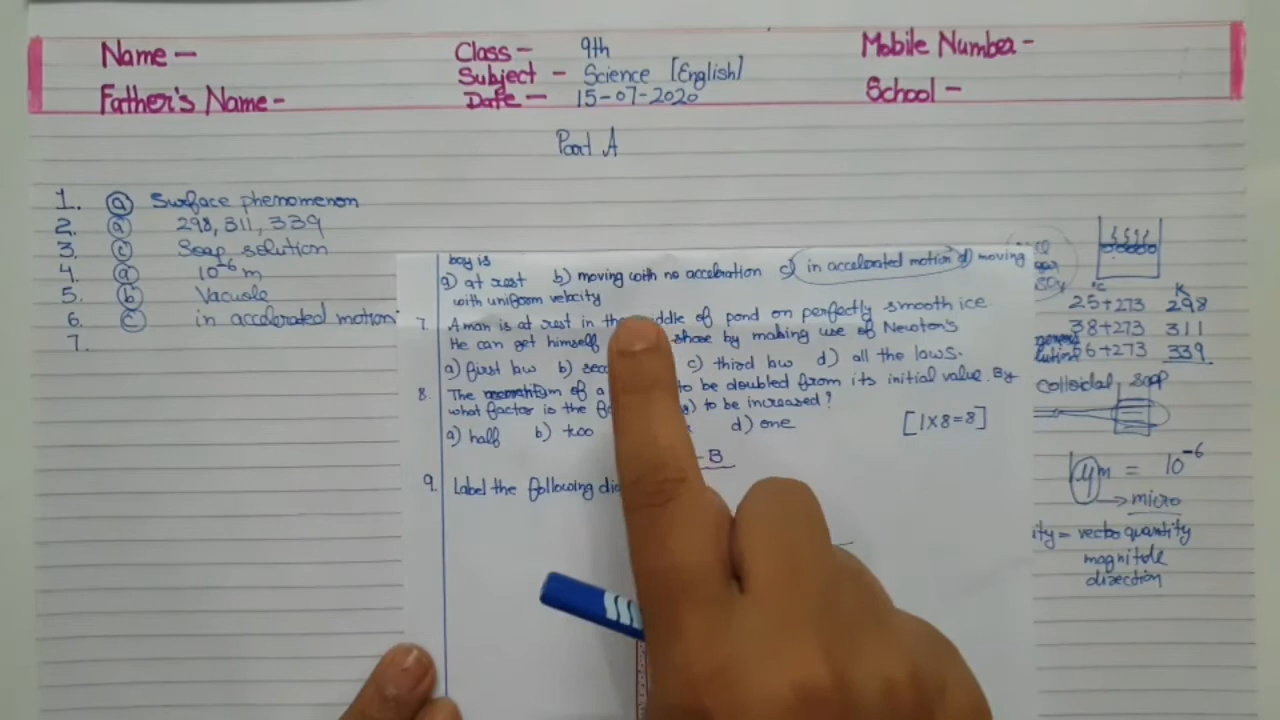 Name –
Class – 9th
Mobile Number –
Subject – Science [English]
Father's Name –
Date – 15-07-2020
School –
Part A
1. a Surface phenomenon
2. a 298, 311, 339
3. c Soap solution
4. a 10⁻⁶ m
5. b Vacuole
6. c in accelerated motion
7.
boy is
a) at rest b) moving with no acceleration c) in accelerated motion d) moving
with uniform velocity
7. A man is at rest in the middle of pond on perfectly smooth ice
He can get himself shore by making use of Newton's
a) first law b) c) third law d) all the laws.
8. The momentum of a to be doubled from its initial value. By
what factor is the to be increased?
a) half b) two d) one [1×8=8]
- B
9. Label the following
°C K
25+273 298
38+273 311
66+273 339
Colloidal soap
μm = 10⁻⁶
→ micro
= vector quantity
magnitde
direction